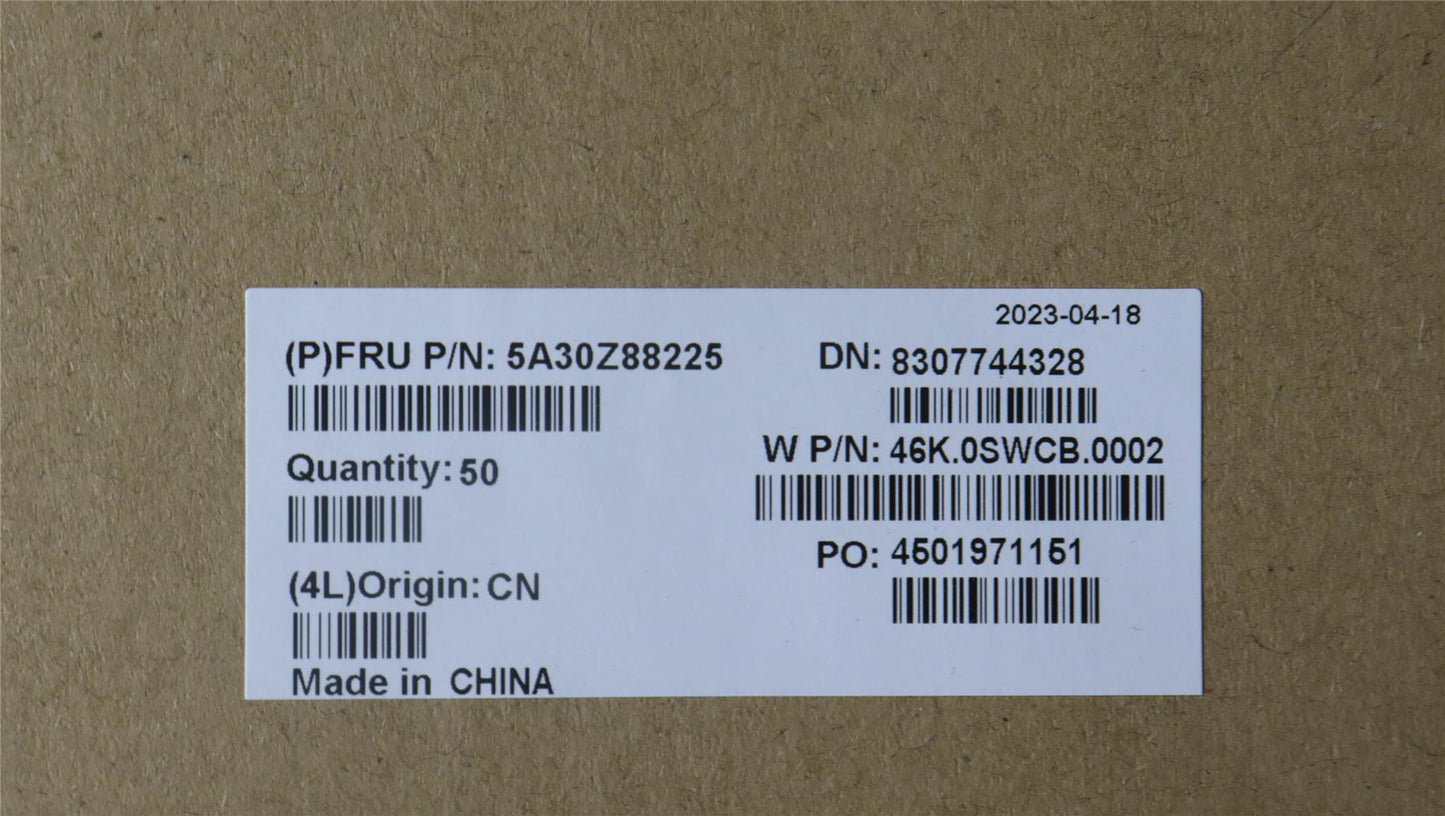 2023-04-18
(P)FRU P/N: 5A30Z88225
DN: 8307744328
W P/N: 46K.0SWCB.0002
Quantity: 50
PO: 4501971151
(4L)Origin: CN
Made in CHINA